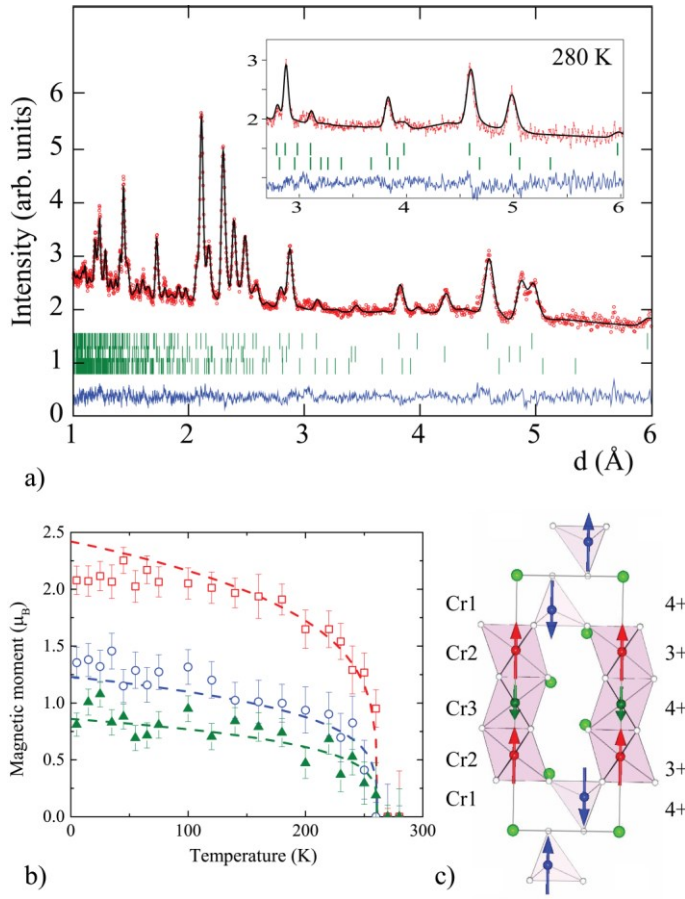 Intensity (arb. units)
6
5
4
3
2
1
0
1 2 3 4 5 6
d (Å)
280 K
3
2
3 4 5 6
a)
Magnetic moment (μB)
2.5
2.0
1.5
1.0
0.5
0.0
0 100 200 300
Temperature (K)
b)
Cr1 4+
Cr2 3+
Cr3 4+
Cr2 3+
Cr1 4+
c)